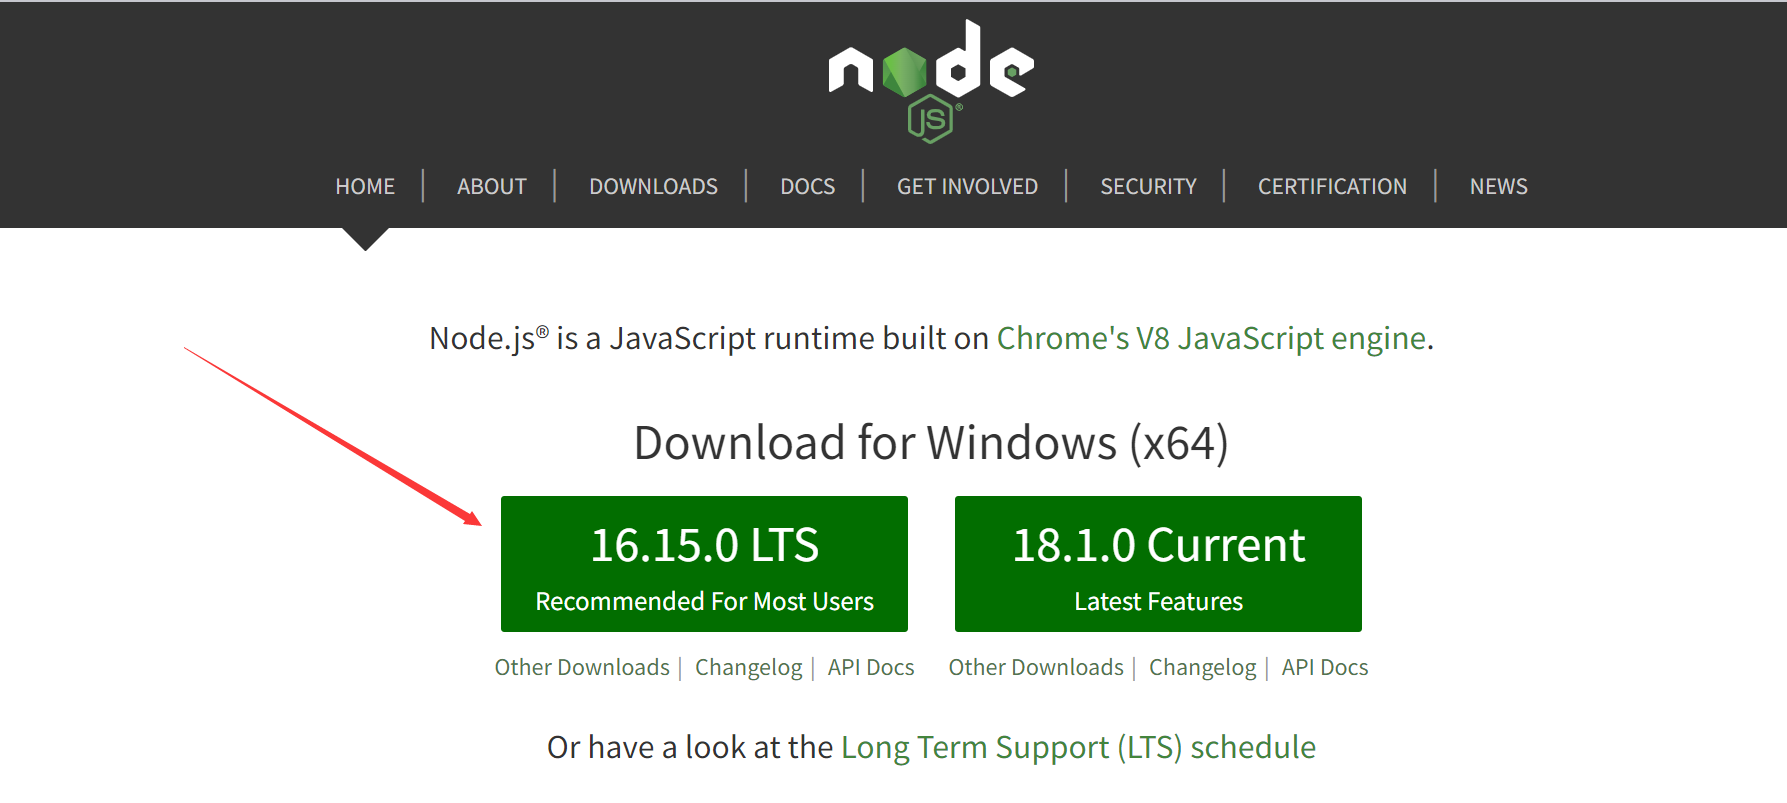 node
JS®
HOME | ABOUT | DOWNLOADS | DOCS | GET INVOLVED | SECURITY | CERTIFICATION | NEWS
Node.js® is a JavaScript runtime built on Chrome's V8 JavaScript engine.
Download for Windows (x64)
16.15.0 LTS
Recommended For Most Users
18.1.0 Current
Latest Features
Other Downloads | Changelog | API Docs
Other Downloads | Changelog | API Docs
Or have a look at the Long Term Support (LTS) schedule